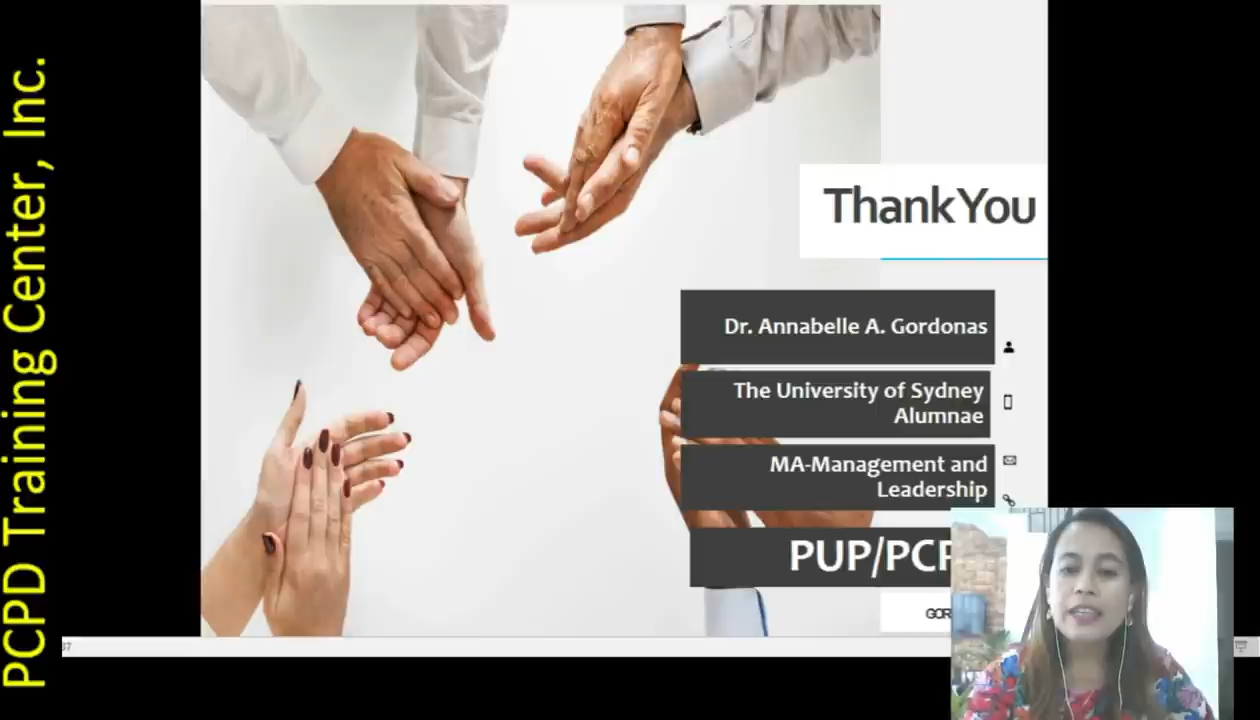 PCPD Training Center, Inc.
Thank You
Dr. Annabelle A. Gordonas
The University of Sydney
Alumnae
MA-Management and
Leadership